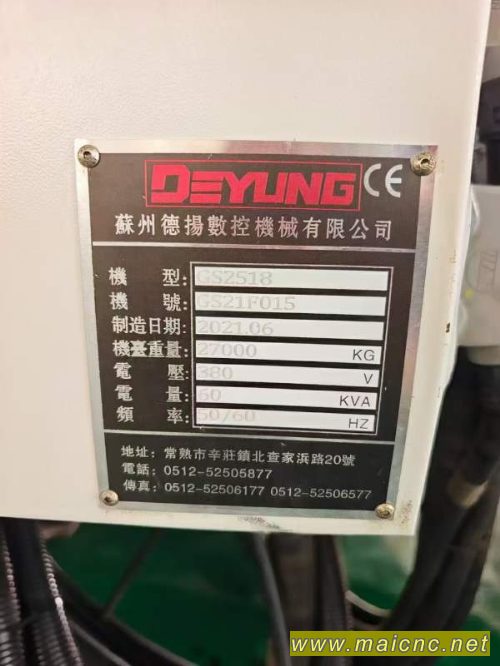 DEYUNG CE
蘇州德揚數控機械有限公司
機 型: GS2518
機 號: GS21F015
制造日期: 2021.06
機臺重量: 27000 KG
電 壓: 380 V
電 量: 60 KVA
頻 率: 50/60 HZ
地址: 常熟市辛莊鎮北查家浜路20號
電話: 0512-52505877
傳真: 0512-52506177 0512-52506577
www.maicnc.net